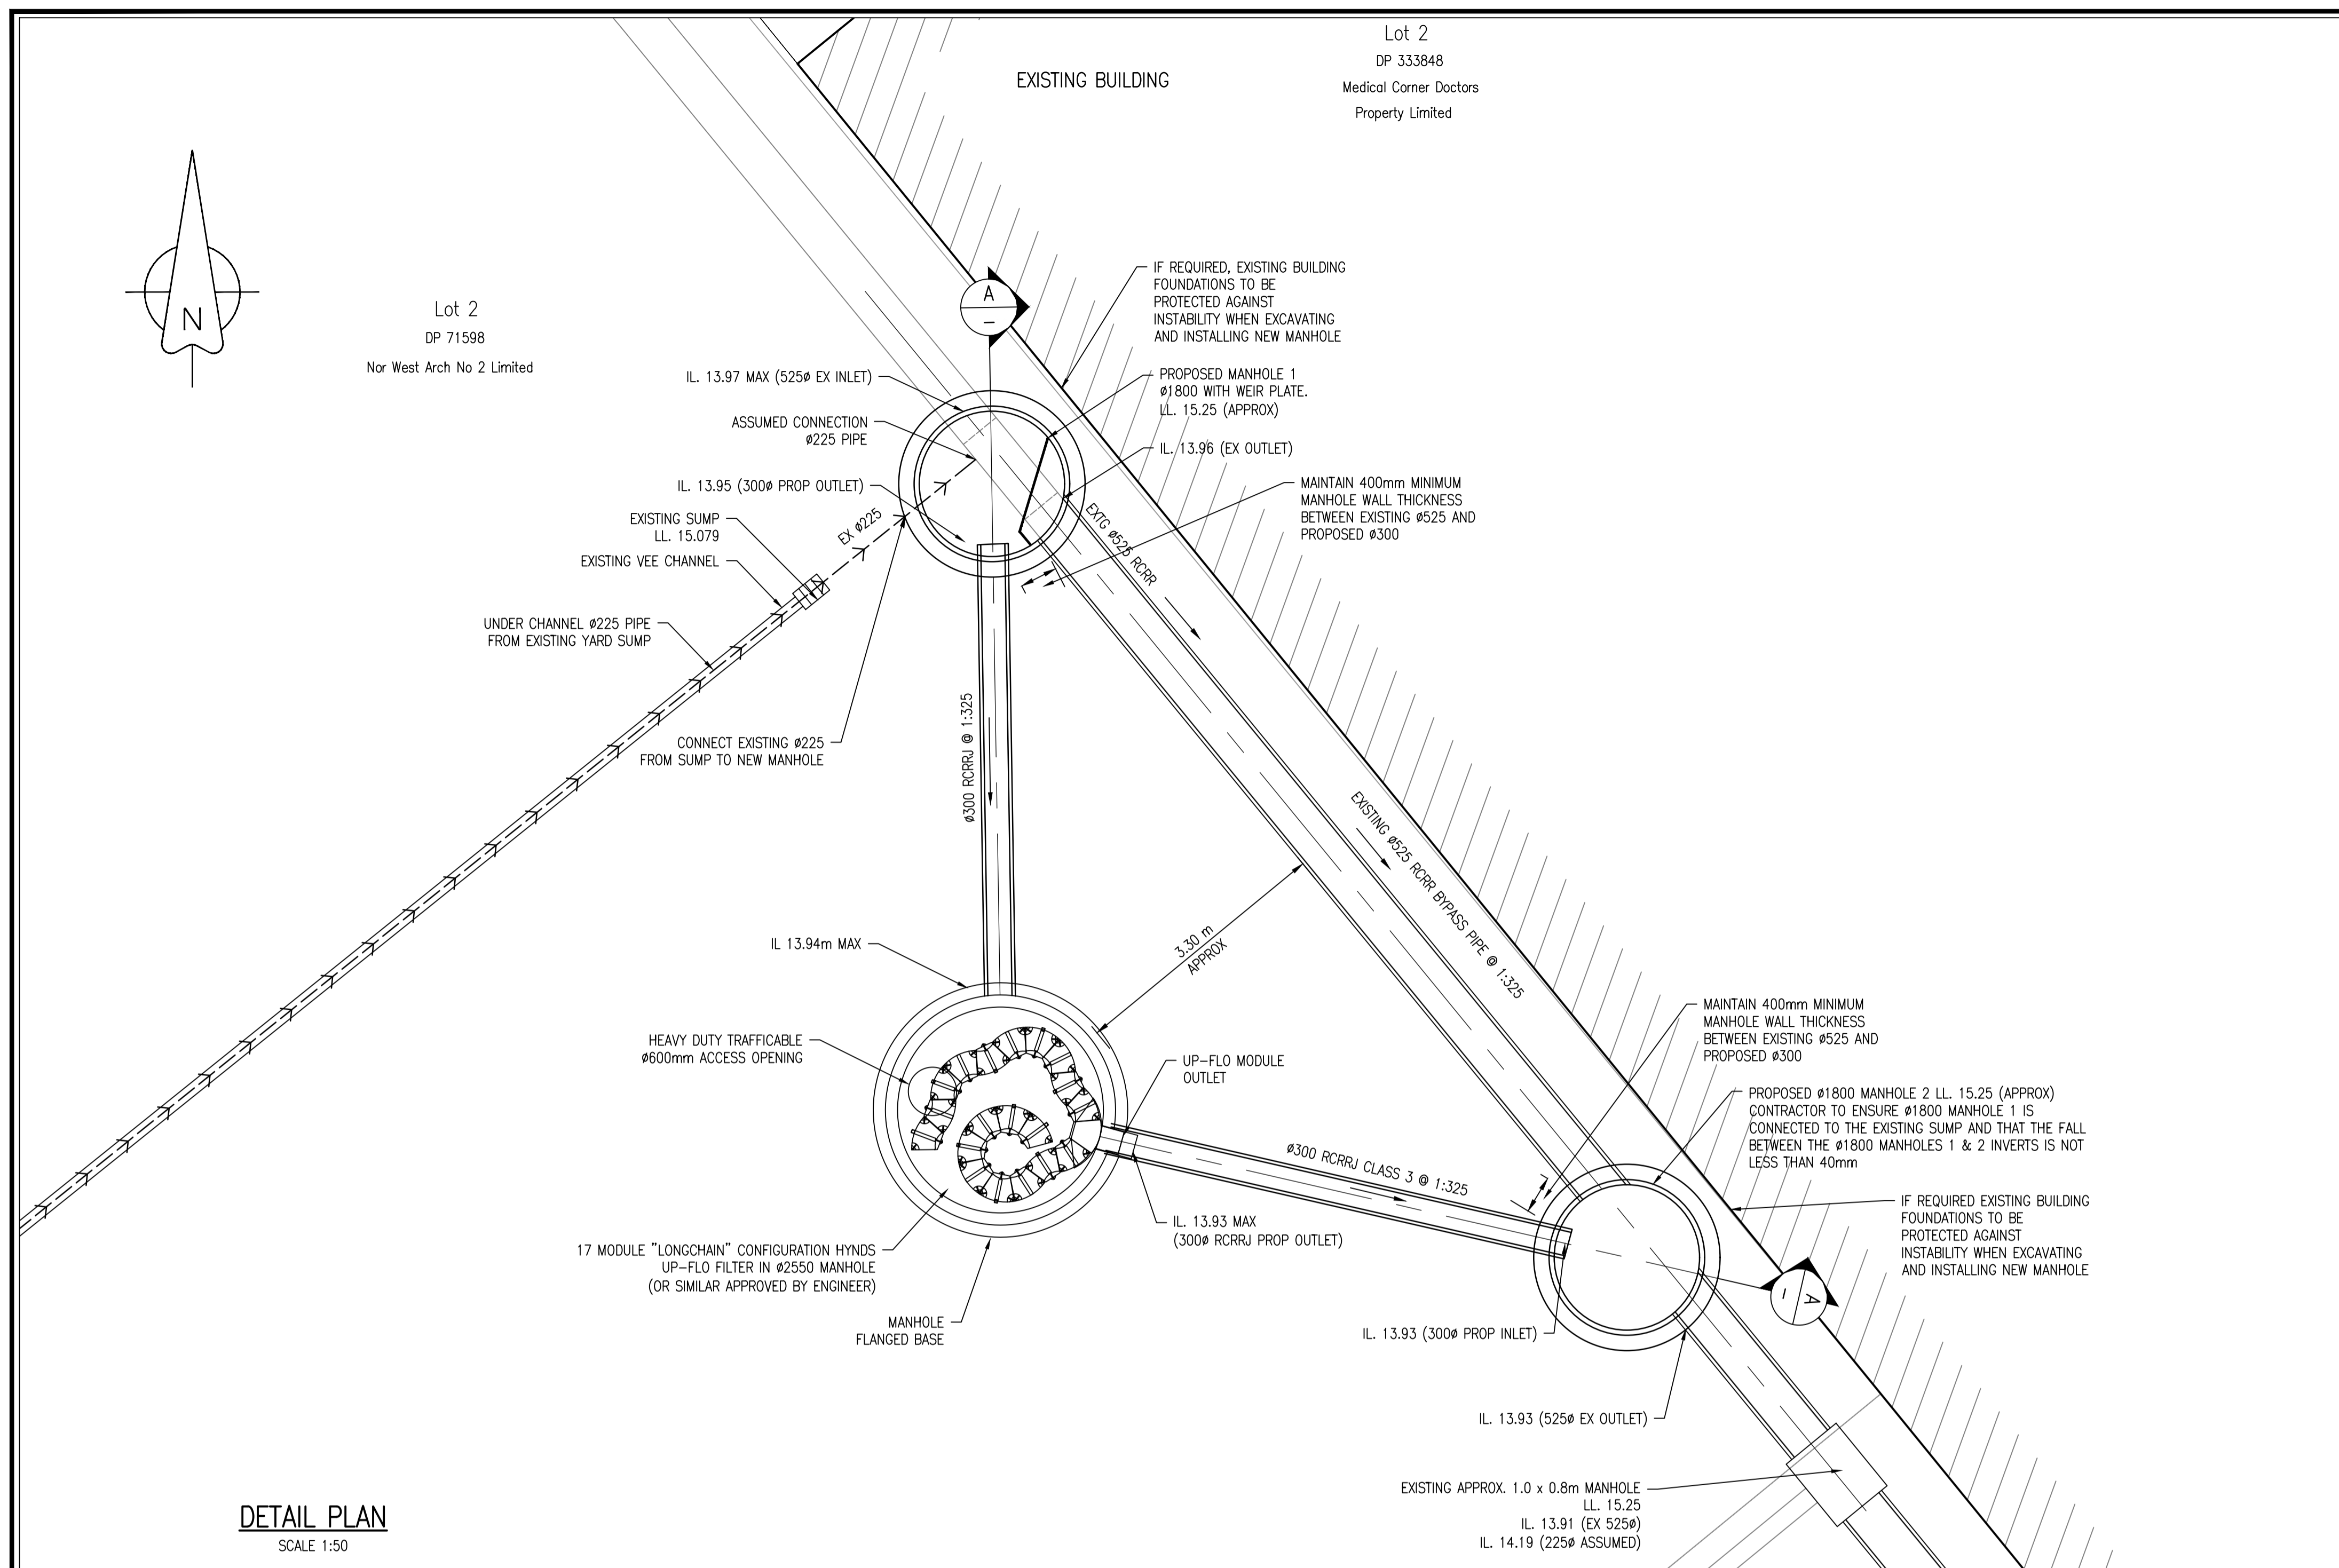 Lot 2
DP 333848
Medical Corner Doctors
Property Limited
EXISTING BUILDING
N
Lot 2
DP 71598
Nor West Arch No 2 Limited
A
–
IF REQUIRED, EXISTING BUILDING
FOUNDATIONS TO BE
PROTECTED AGAINST
INSTABILITY WHEN EXCAVATING
AND INSTALLING NEW MANHOLE
IL. 13.97 MAX (525ø EX INLET)
PROPOSED MANHOLE 1
ø1800 WITH WEIR PLATE.
LL. 15.25 (APPROX)
ASSUMED CONNECTION
ø225 PIPE
IL. 13.96 (EX OUTLET)
IL. 13.95 (300ø PROP OUTLET)
MAINTAIN 400mm MINIMUM
MANHOLE WALL THICKNESS
BETWEEN EXISTING ø525 AND
PROPOSED ø300
EXISTING SUMP
LL. 15.079
EX ø225
EXTG ø525 RCRR
EXISTING VEE CHANNEL
UNDER CHANNEL ø225 PIPE
FROM EXISTING YARD SUMP
CONNECT EXISTING ø225
FROM SUMP TO NEW MANHOLE
ø300 RCRRJ @ 1:325
EXISTING ø525 RCRR BYPASS PIPE @ 1:325
IL 13.94m MAX
3.30 m
APPROX
MAINTAIN 400mm MINIMUM
MANHOLE WALL THICKNESS
BETWEEN EXISTING ø525 AND
PROPOSED ø300
HEAVY DUTY TRAFFICABLE
ø600mm ACCESS OPENING
UP-FLO MODULE
OUTLET
PROPOSED ø1800 MANHOLE 2 LL. 15.25 (APPROX)
CONTRACTOR TO ENSURE ø1800 MANHOLE 1 IS
CONNECTED TO THE EXISTING SUMP AND THAT THE FALL
BETWEEN THE ø1800 MANHOLES 1 & 2 INVERTS IS NOT
LESS THAN 40mm
ø300 RCRRJ CLASS 3 @ 1:325
IF REQUIRED EXISTING BUILDING
FOUNDATIONS TO BE
PROTECTED AGAINST
INSTABILITY WHEN EXCAVATING
AND INSTALLING NEW MANHOLE
IL. 13.93 MAX
(300ø RCRRJ PROP OUTLET)
17 MODULE "LONGCHAIN" CONFIGURATION HYNDS
UP-FLO FILTER IN ø2550 MANHOLE
(OR SIMILAR APPROVED BY ENGINEER)
A
–
MANHOLE
FLANGED BASE
IL. 13.93 (300ø PROP INLET)
IL. 13.93 (525ø EX OUTLET)
EXISTING APPROX. 1.0 x 0.8m MANHOLE
LL. 15.25
IL. 13.91 (EX 525ø)
IL. 14.19 (225ø ASSUMED)
DETAIL PLAN
SCALE 1:50